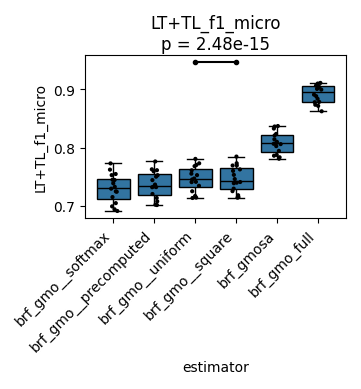 LT+TL_f1_micro
p = 2.48e-15
LT+TL_f1_micro
0.9
0.8
0.7
brf_gmo__softmax
brf_gmo__precomputed
brf_gmo__uniform
brf_gmo__square
brf_gmosa
brf_gmo_full
estimator